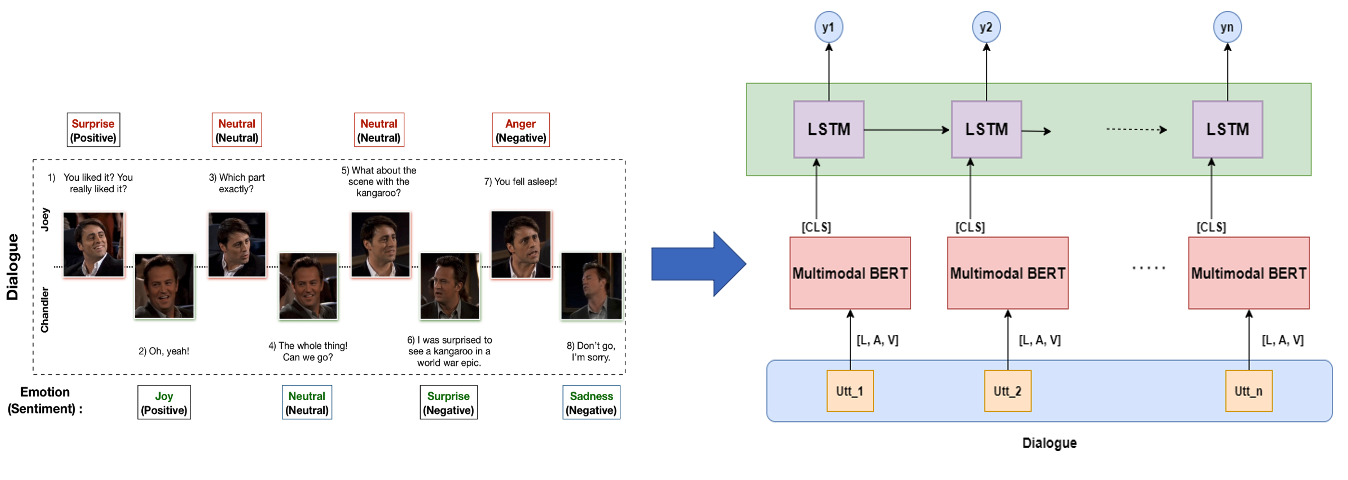 Surprise
(Positive)
Neutral
(Neutral)
Neutral
(Neutral)
Anger
(Negative)
1) You liked it? You
really liked it?
3) Which part
exactly?
5) What about the
scene with the
kangaroo?
7) You fell asleep!
Dialogue
Joey
Chandler
2) Oh, yeah!
4) The whole thing!
Can we go?
6) I was surprised to
see a kangaroo in a
world war epic.
8) Don't go,
I'm sorry.
Emotion
(Sentiment) :
Joy
(Positive)
Neutral
(Neutral)
Surprise
(Negative)
Sadness
(Negative)
y1
y2
yn
LSTM
LSTM
LSTM
[CLS]
[CLS]
[CLS]
Multimodal BERT
Multimodal BERT
Multimodal BERT
[L, A, V]
[L, A, V]
[L, A, V]
Utt_1
Utt_2
Utt_n
Dialogue